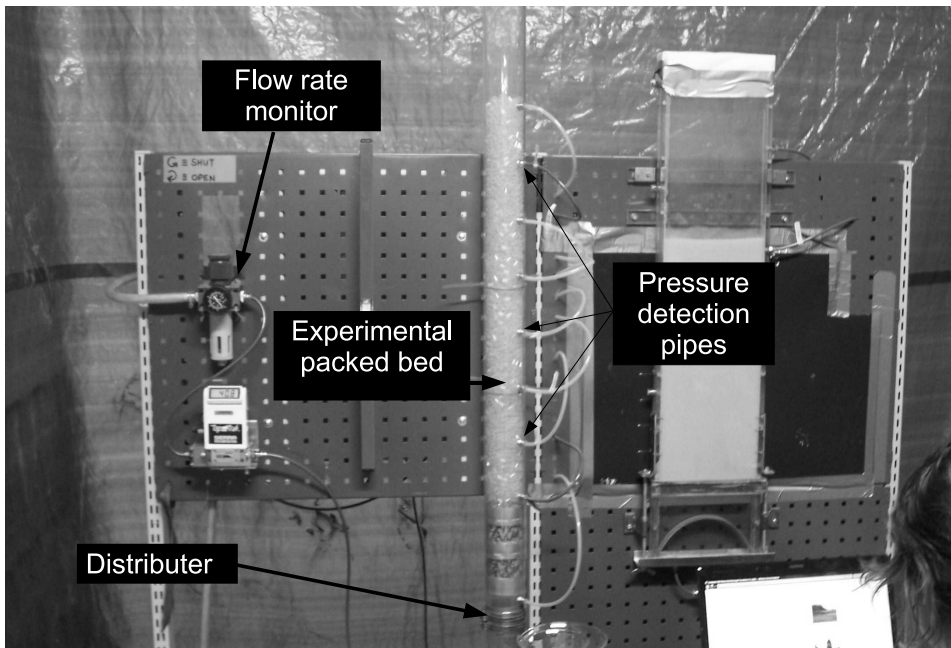 Flow rate
monitor
G ≡ SHUT
Ↄ ≡ OPEN
Experimental
packed bed
Pressure
detection
pipes
Distributer